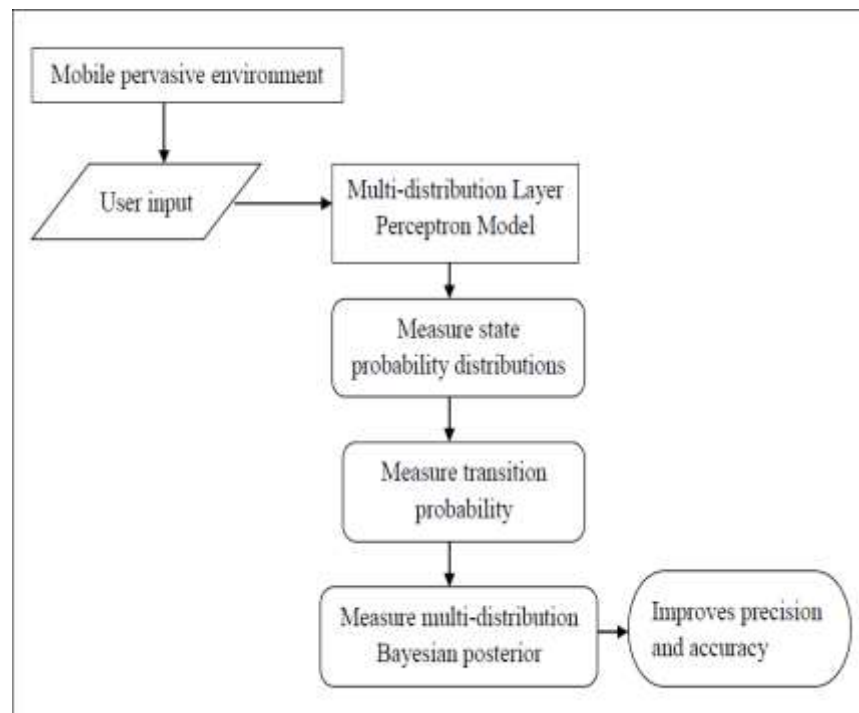 Mobile pervasive environment
User input
Multi-distribution Layer
Perceptron Model
Measure state
probability distributions
Measure transition
probability
Measure multi-distribution
Bayesian posterior
Improves precision
and accuracy